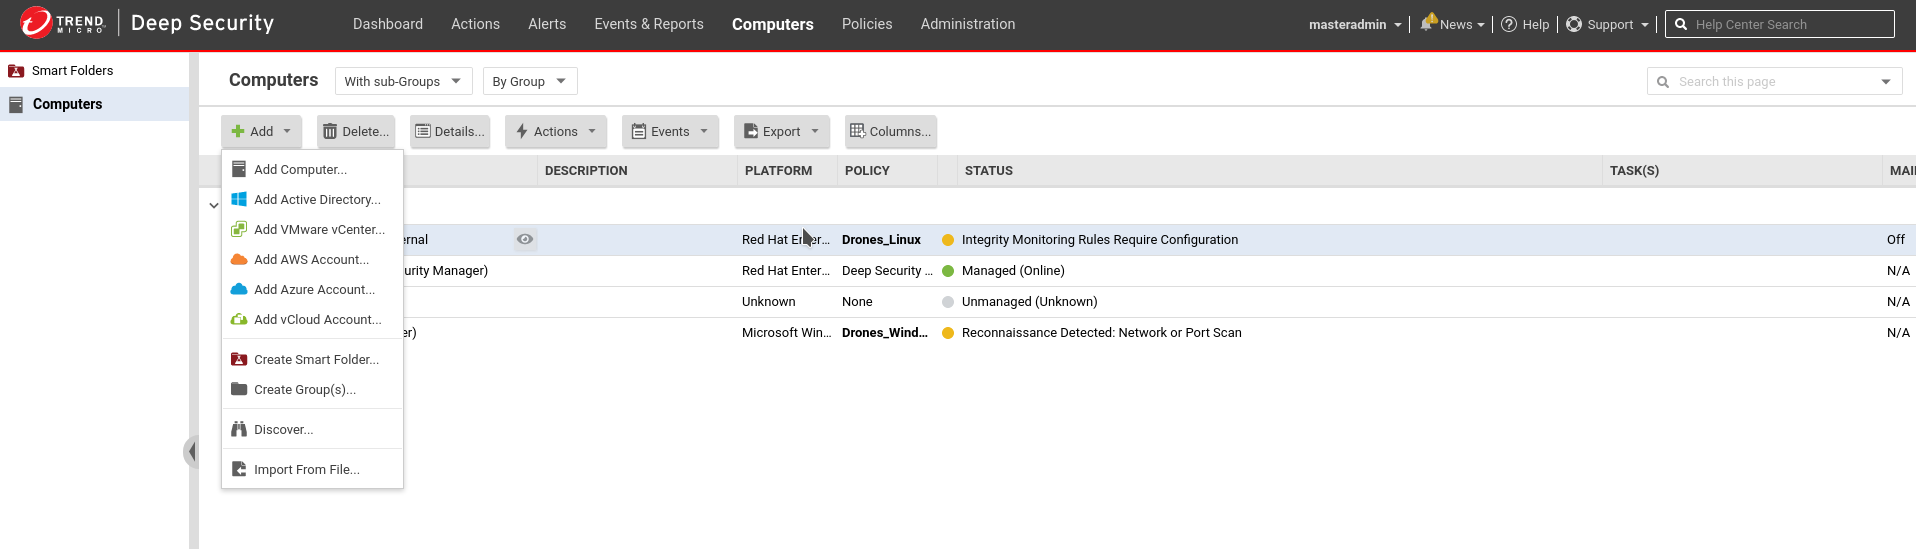 TREND MICRO Deep Security Dashboard Actions Alerts Events & Reports Computers Policies Administration masteradmin News Help Support Help Center Search
Smart Folders
Computers
Computers With sub-Groups By Group Search this page
Add Delete... Details... Actions Events Export Columns...
DESCRIPTION PLATFORM POLICY STATUS TASK(S) MAI
Add Computer...
Add Active Directory...
Add VMware vCenter...
Add AWS Account...
Add Azure Account...
Add vCloud Account...
Create Smart Folder...
Create Group(s)...
Discover...
Import From File...
ernal Red Hat Enter... Drones_Linux Integrity Monitoring Rules Require Configuration Off
urity Manager) Red Hat Enter... Deep Security ... Managed (Online) N/A
Unknown None Unmanaged (Unknown) N/A
er) Microsoft Win... Drones_Wind... Reconnaissance Detected: Network or Port Scan N/A